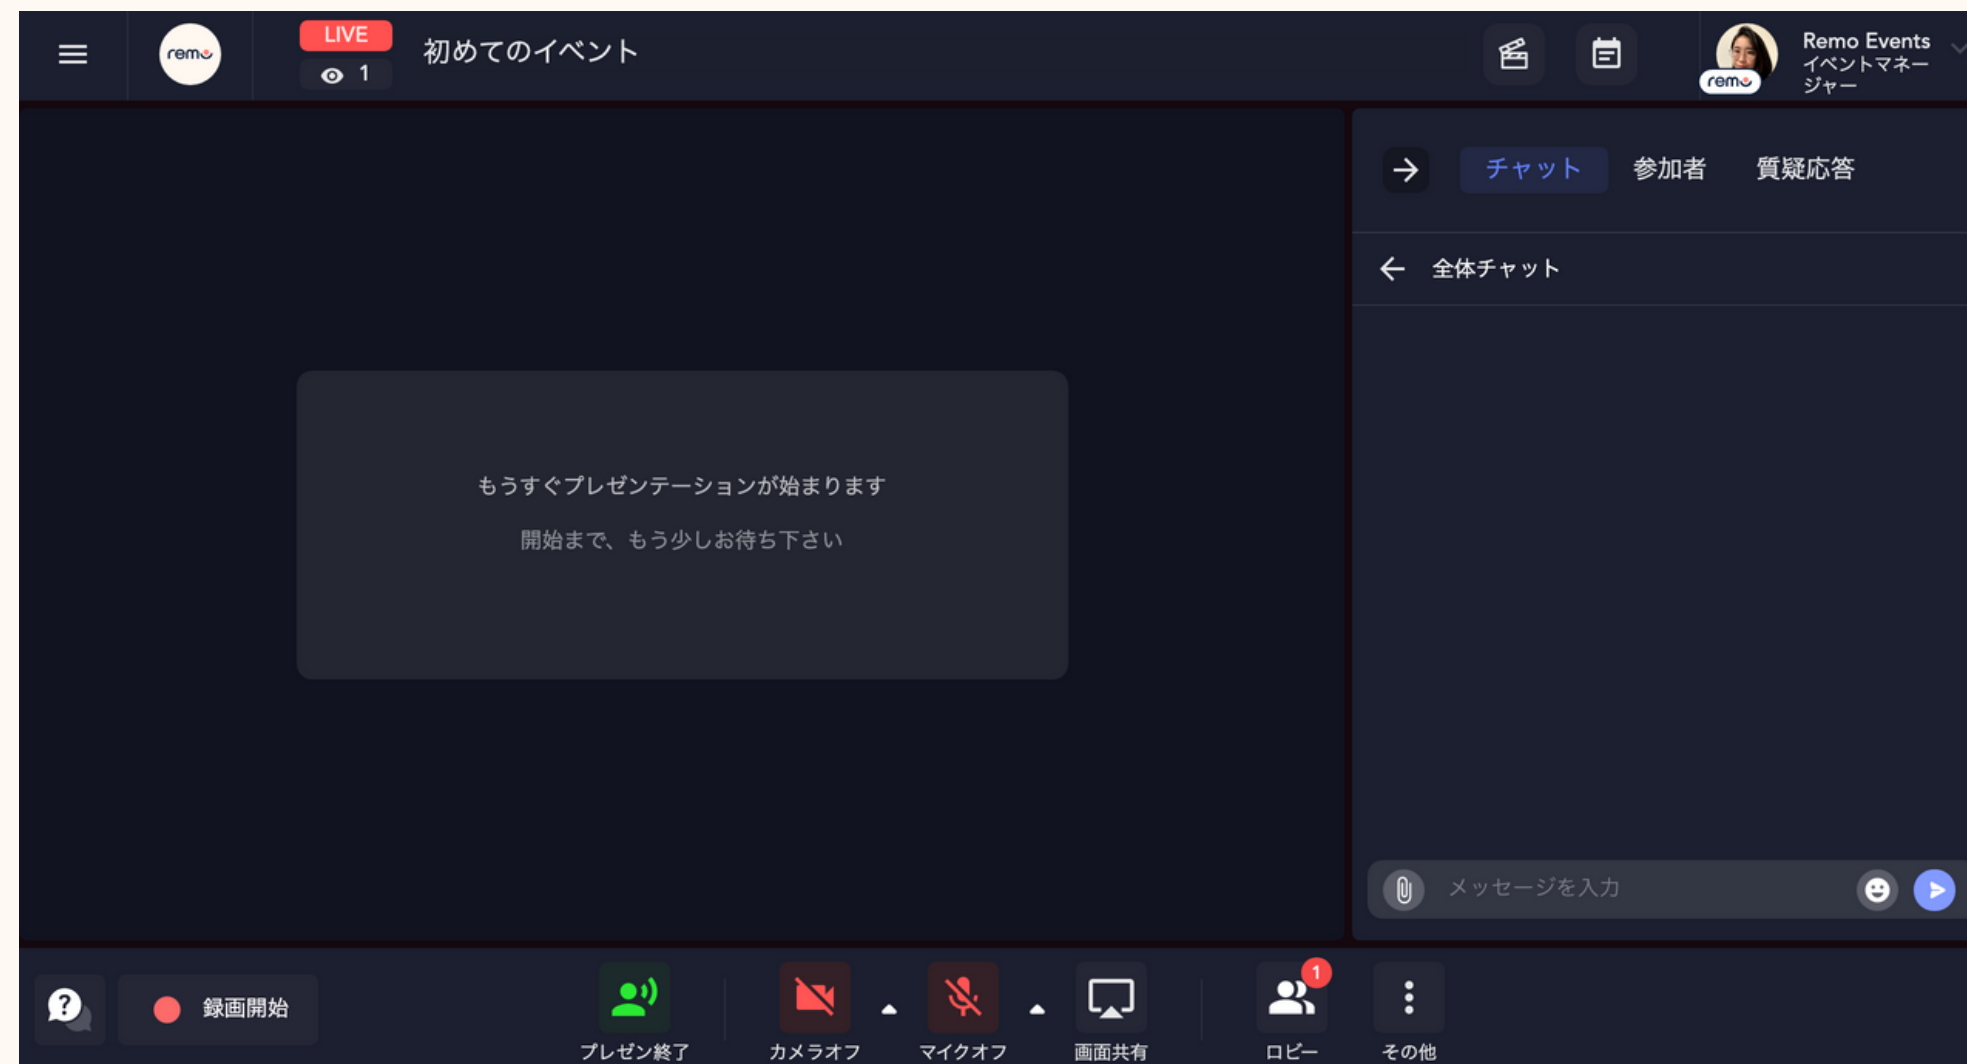 remo
LIVE
1
初めてのイベント
remo
Remo Events
イベントマネー
ジャー
チャット 参加者 質疑応答
全体チャット
もうすぐプレゼンテーションが始まります
開始まで、もう少しお待ち下さい
メッセージを入力
?
録画開始
プレゼン終了
カメラオフ
マイクオフ
画面共有
1
ロビー
その他